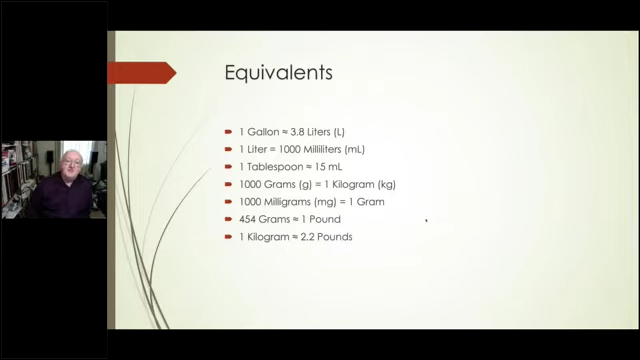 Equivalents
1 Gallon ≈ 3.8 Liters (L)
1 Liter = 1000 Milliliters (mL)
1 Tablespoon ≈ 15 mL
1000 Grams (g) = 1 Kilogram (kg)
1000 Milligrams (mg) = 1 Gram
454 Grams ≈ 1 Pound
1 Kilogram ≈ 2.2 Pounds